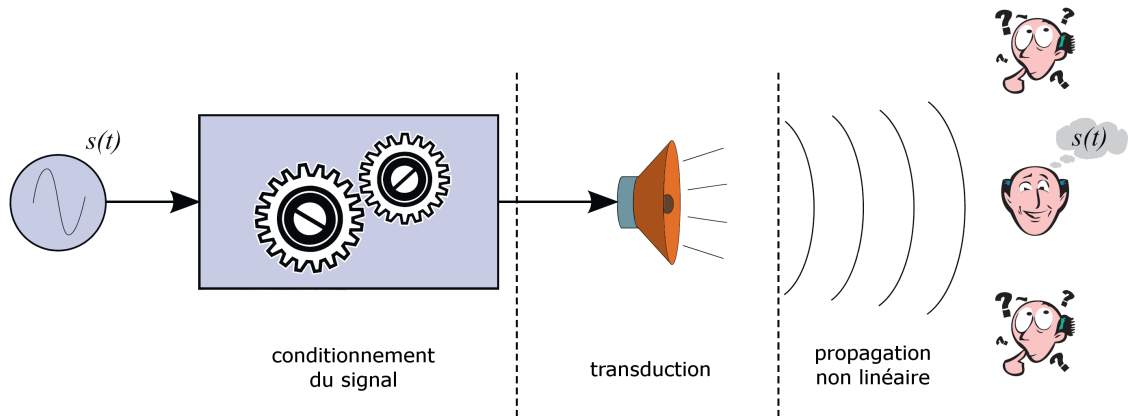 s(t)
s(t)
conditionnement
du signal
transduction
propagation
non linéaire
? ~ ?
~? ?
? ~ ?
~? ?